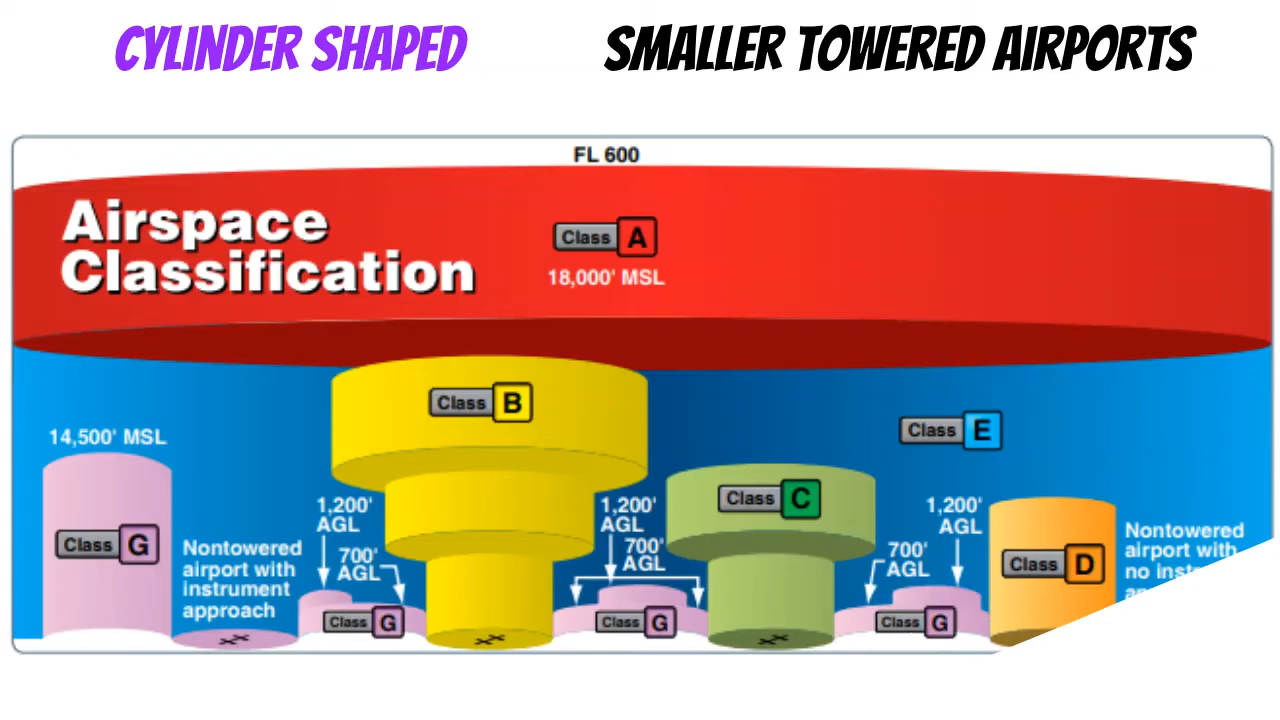 CYLINDER SHAPED
SMALLER TOWERED AIRPORTS
FL 600
Airspace
Classification
Class A
18,000' MSL
Class B
Class E
14,500' MSL
Class C
1,200'
AGL
1,200'
AGL
1,200'
AGL
Class G
Nontowered
airport with
instrument
approach
700'
AGL
700'
AGL
700'
AGL
Class D
Nontowered
airport with
no
Class G
Class G
Class G